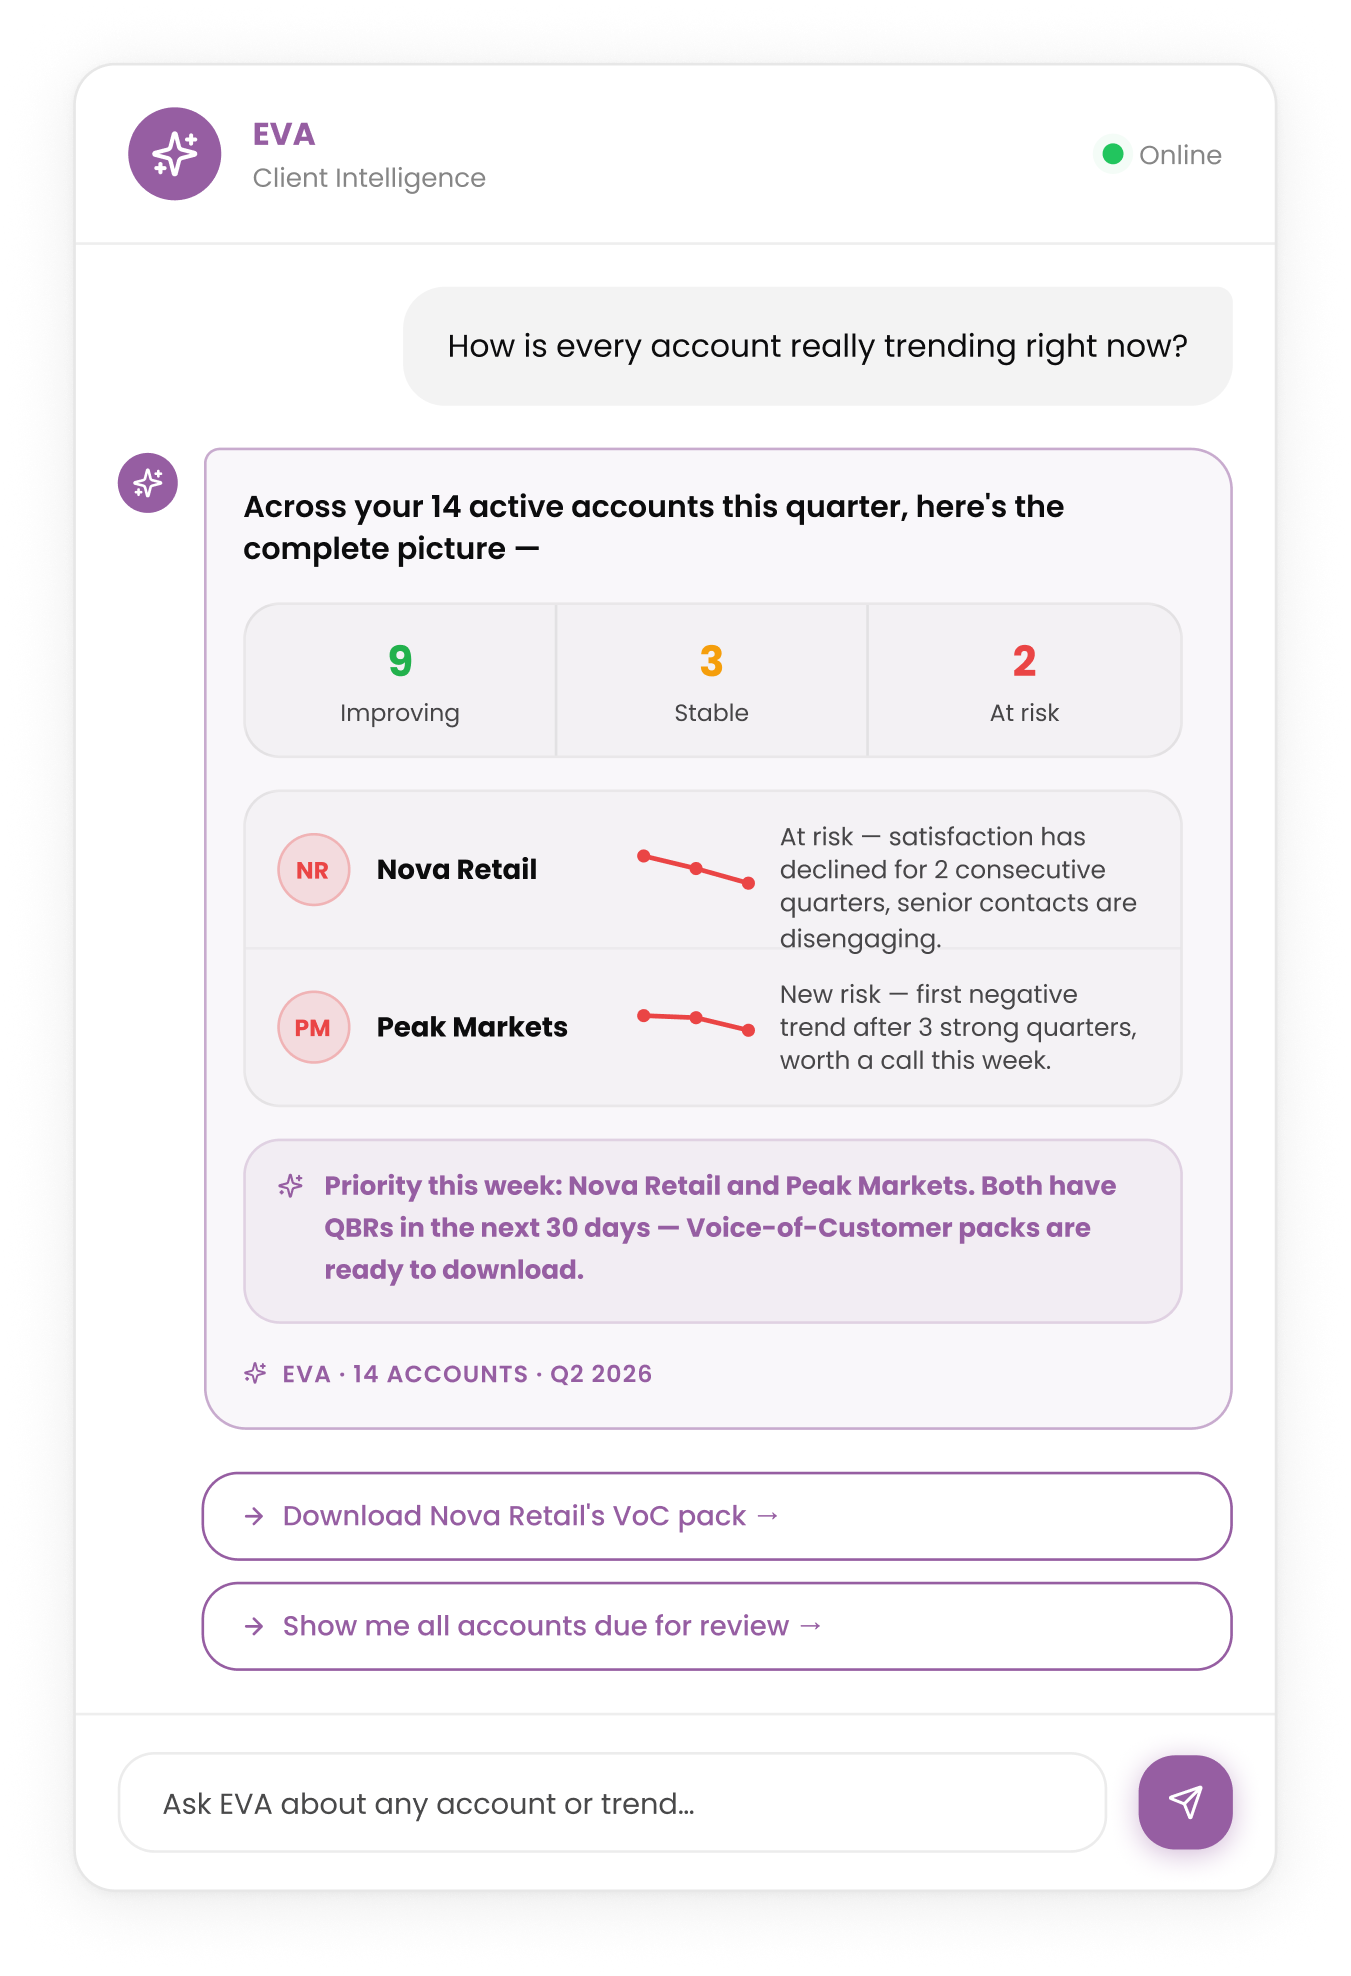 EVA
Client Intelligence
Online
How is every account really trending right now?
Across your 14 active accounts this quarter, here's the
complete picture —
9
Improving
3
Stable
2
At risk
NR
Nova Retail
At risk — satisfaction has
declined for 2 consecutive
quarters, senior contacts are
disengaging.
PM
Peak Markets
New risk — first negative
trend after 3 strong quarters,
worth a call this week.
Priority this week: Nova Retail and Peak Markets. Both have
QBRs in the next 30 days — Voice-of-Customer packs are
ready to download.
EVA · 14 ACCOUNTS · Q2 2026
→ Download Nova Retail's VoC pack →
→ Show me all accounts due for review →
Ask EVA about any account or trend...